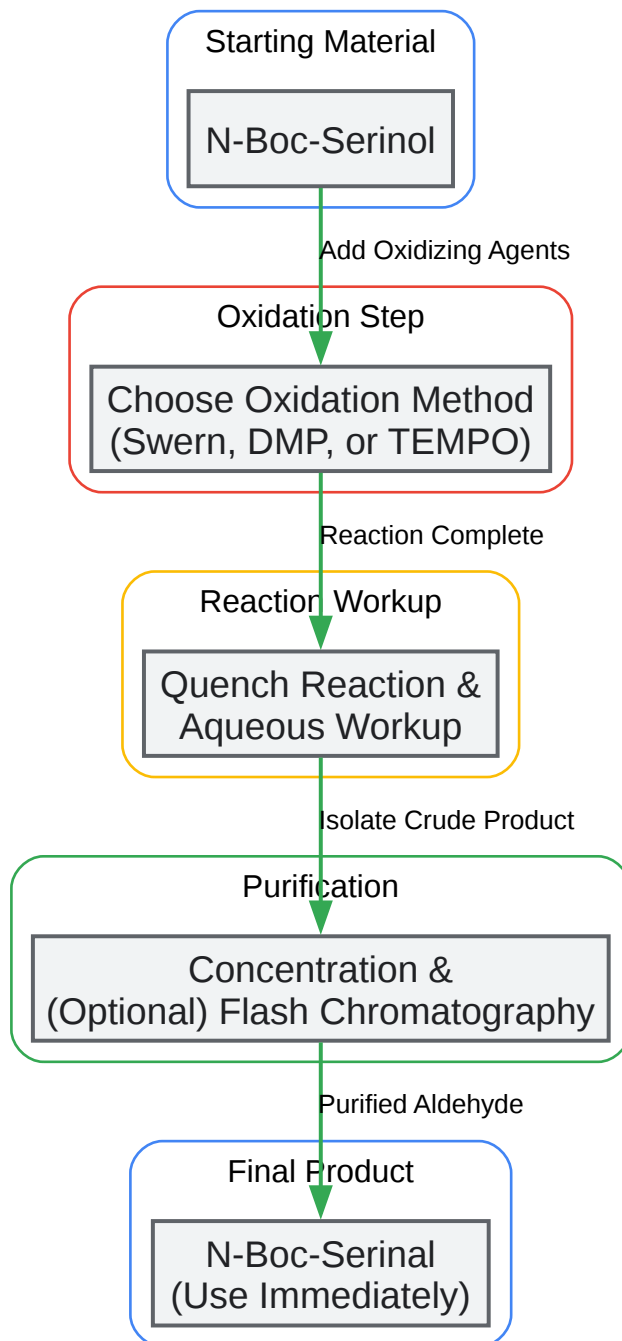 Starting Material
N-Boc-Serinol
Add Oxidizing Agents
Oxidation Step
Choose Oxidation Method
(Swern, DMP, or TEMPO)
Reaction Complete
Reaction Workup
Quench Reaction &
Aqueous Workup
Isolate Crude Product
Purification
Concentration &
(Optional) Flash Chromatography
Purified Aldehyde
Final Product
N-Boc-Serinal
(Use Immediately)